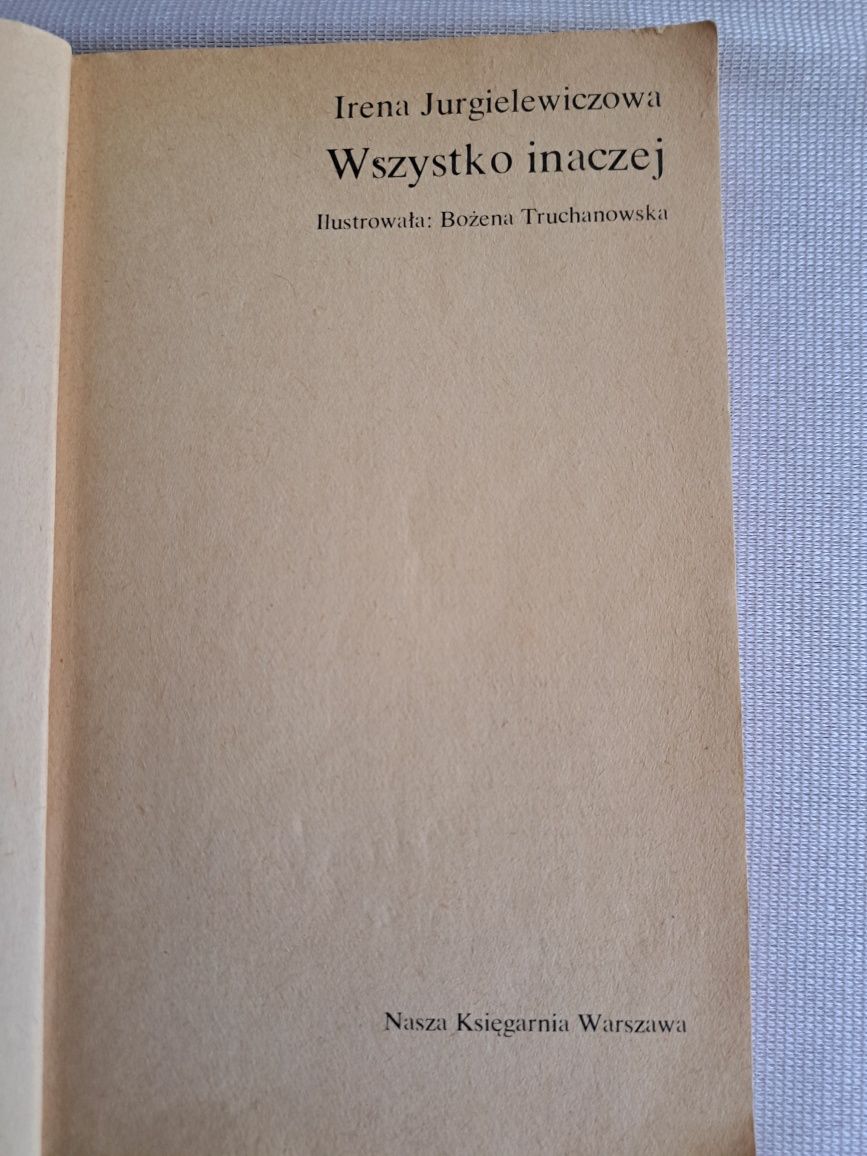 Irena Jurgielewiczowa
Wszystko inaczej
Ilustrowała: Bożena Truchanowska
Nasza Księgarnia Warszawa